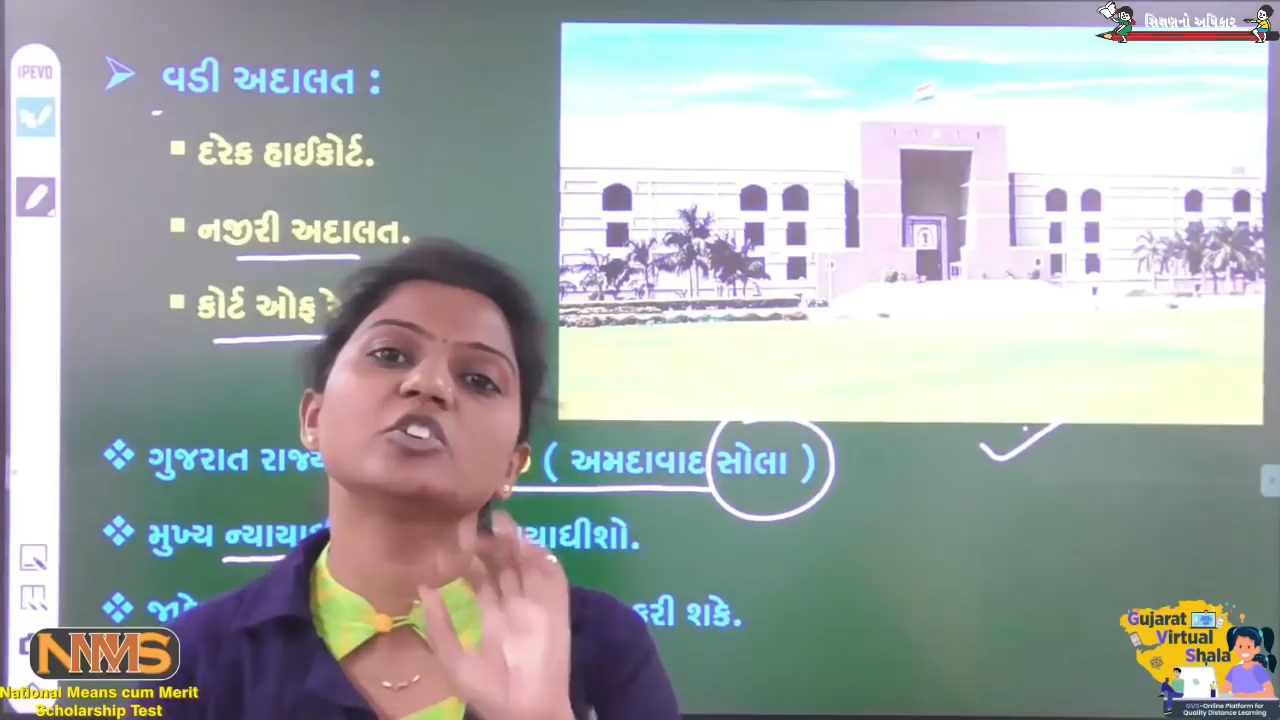 IPEVO
શિક્ષણનો અધિકાર
વડી અદાલત :
દરેક હાઈકોર્ટ.
નજીરી અદાલત.
કોર્ટ ઓફ
ગુજરાત રાજ્ય ( અમદાવાદ સોલા )
મુખ્ય
કરી શકે.
NMMS
National Means cum Merit
Scholarship Test
Gujarat
Virtual
Shala
GVS-Online Platform for
Quality Distance Learning